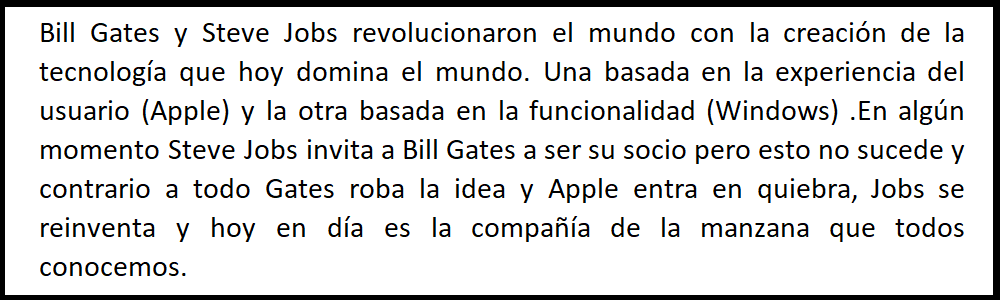 Bill Gates y Steve Jobs revolucionaron el mundo con la creación de la
tecnología que hoy domina el mundo. Una basada en la experiencia del
usuario (Apple) y la otra basada en la funcionalidad (Windows) .En algún
momento Steve Jobs invita a Bill Gates a ser su socio pero esto no sucede y
contrario a todo Gates roba la idea y Apple entra en quiebra, Jobs se
reinventa y hoy en día es la compañía de la manzana que todos
conocemos.